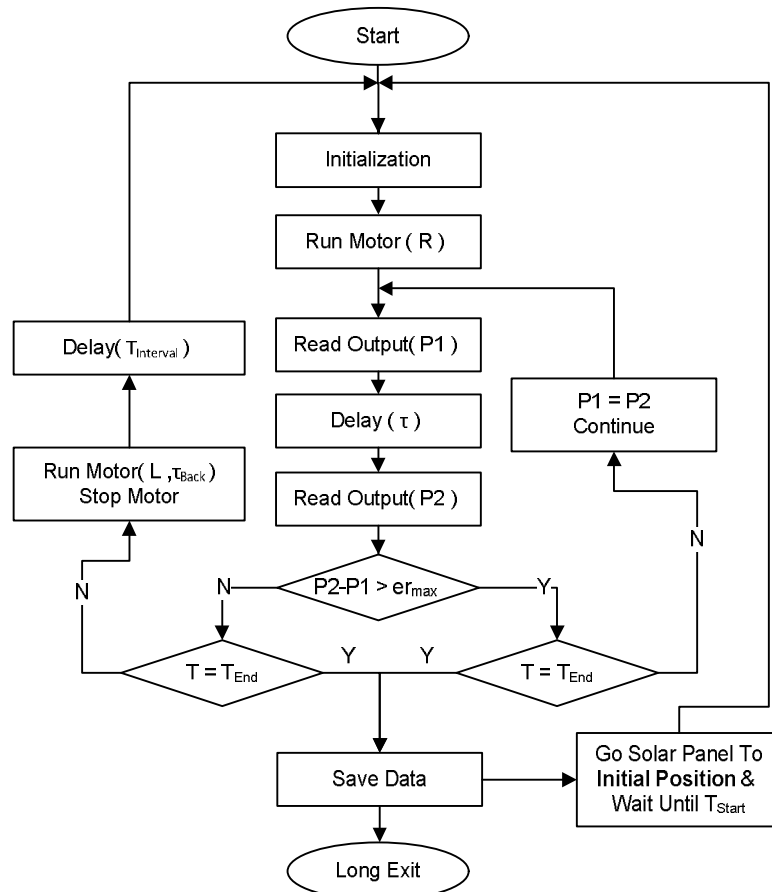 Start
Initialization
Run Motor ( R )
Read Output( P1 )
Delay( TInterval )
P1 = P2
Continue
Delay ( τ )
Run Motor( L ,τBack)
Stop Motor
Read Output( P2 )
N
N
P2-P1 > ermax
Y
N
T = TEnd
Y
Y
T = TEnd
Save Data
Go Solar Panel To
Initial Position &
Wait Until TStart
Long Exit